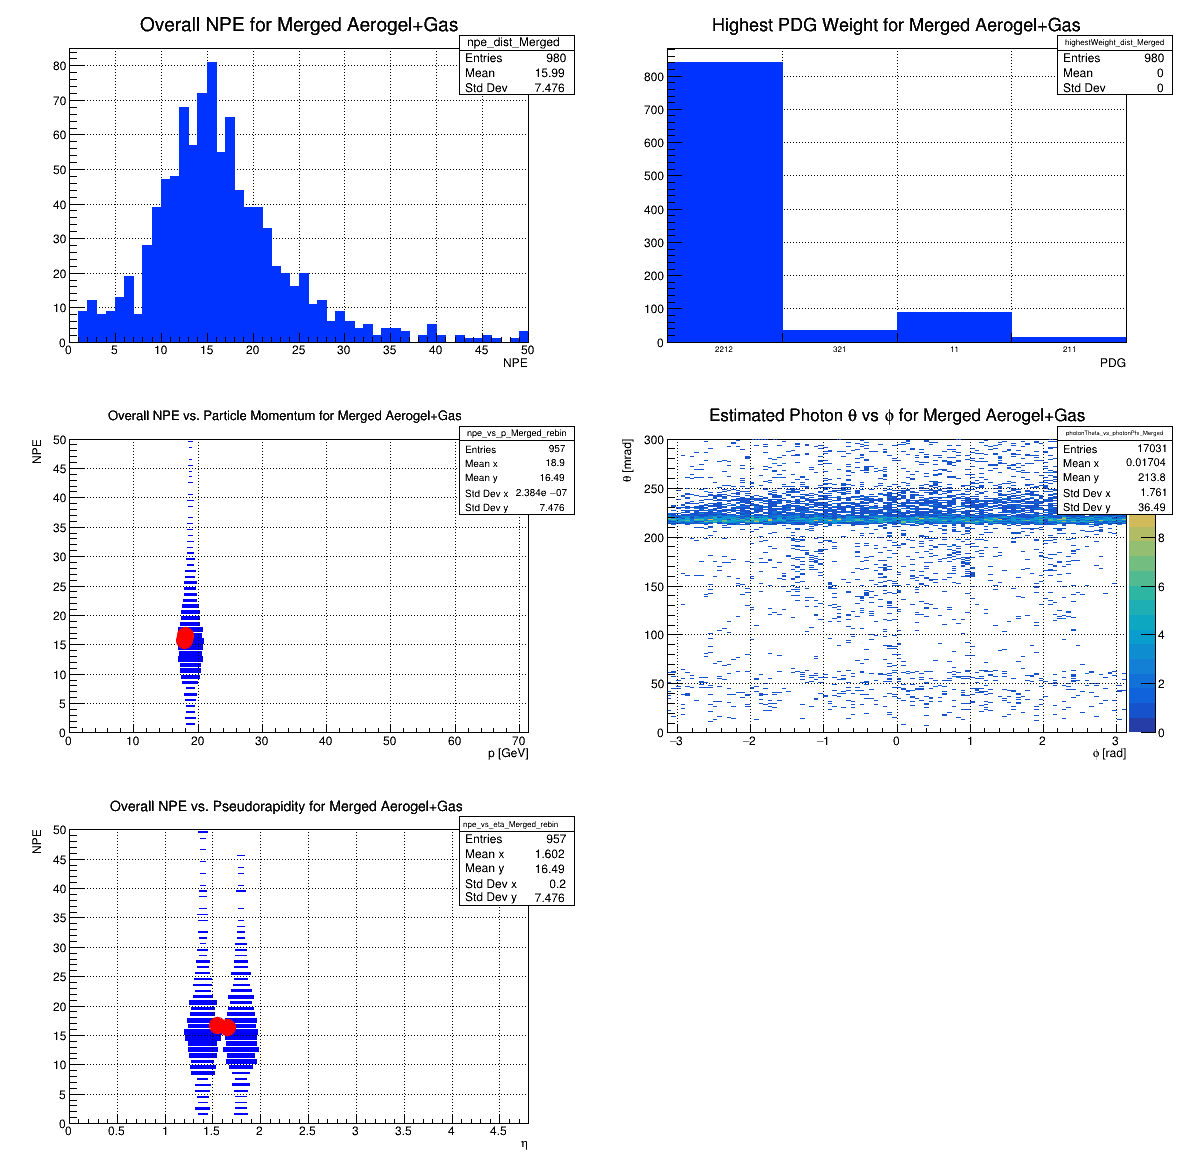 Overall NPE for Merged Aerogel+Gas
npe_dist_Merged
Entries 980
Mean 15.99
Std Dev 7.476
80
70
60
50
40
30
20
10
0
0 5 10 15 20 25 30 35 40 45 50
NPE
Highest PDG Weight for Merged Aerogel+Gas
highestWeight_dist_Merged
Entries 980
Mean 0
Std Dev 0
800
700
600
500
400
300
200
100
0
2212 321 11 211
PDG
Overall NPE vs. Particle Momentum for Merged Aerogel+Gas
NPE
npe_vs_p_Merged_rebin
Entries 957
Mean x 18.9
Mean y 16.49
Std Dev x 2.384e −07
Std Dev y 7.476
50
45
40
35
30
25
20
15
10
5
0
0 10 20 30 40 50 60 70
p [GeV]
Estimated Photon θ vs ϕ for Merged Aerogel+Gas
θ [mrad]
photonTheta_vs_photonPhi_Merged
Entries 17031
Mean x 0.01704
Mean y 213.8
Std Dev x 1.761
Std Dev y 36.49
300
250
200
150
100
50
0
−3 −2 −1 0 1 2 3
ϕ [rad]
8
6
4
2
0
Overall NPE vs. Pseudorapidity for Merged Aerogel+Gas
NPE
npe_vs_eta_Merged_rebin
Entries 957
Mean x 1.602
Mean y 16.49
Std Dev x 0.2
Std Dev y 7.476
50
45
40
35
30
25
20
15
10
5
0
0 0.5 1 1.5 2 2.5 3 3.5 4 4.5
η